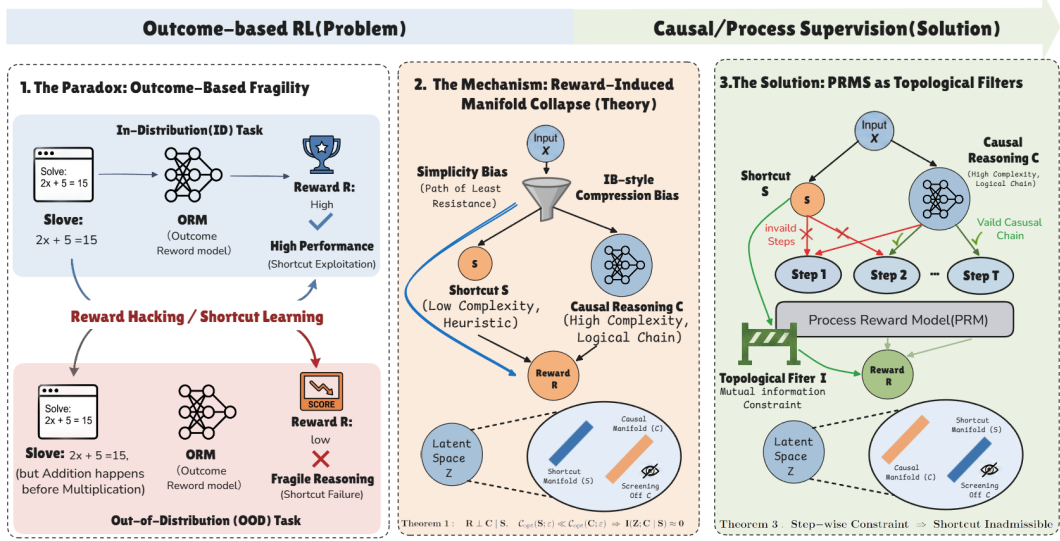 Outcome-based RL(Problem)
Causal/Process Supervision(Solution)
1. The Paradox: Outcome-Based Fragility
In-Distribution(ID) Task
Solve:
2x + 5 = 15
Slove:
2x + 5 =15
ORM
(Outcome
Reword model)
Reward R:
High
High Performance
(Shortcut Exploitation)
Reward Hacking / Shortcut Learning
Solve:
2x + 5 = 15
Slove: 2x + 5 =15,
(but Addition happens
before Multiplication)
ORM
(Outcome
Reword model)
SCORE
Reward R:
low
Fragile Reasoning
(Shortcut Failure)
Out-of-Distribution (OOD) Task
2. The Mechanism: Reward-Induced
Manifold Collapse (Theory)
Input
X
Simplicity Bias
(Path of Least
Resistance)
IB-style
Compression Bias
S
Shortcut S
(Low Complexity,
Heuristic)
Causal Reasoning C
(High Complexity,
Logical Chain)
Reward
R
Latent
Space
Z
Causal
Manifold (C)
Shortcut
Manifold (S)
Screening
Off C
Theorem 1 : R ⊥ C | S. C_opt(S;ε) ≪ C_opt(C;ε) ⇒ I(Z;C | S) ≈ 0
3.The Solution: PRMS as Topological Filters
Input
X
Causal
Reasoning C
(High Complexity,
Logical Chain)
Shortcut
S
S
invaild
Steps
Vaild Casusal
Chain
Step 1
Step 2
...
Step T
Process Reward Model(PRM)
Topological Fiter I
Mutual information
Constraint
Reward
R
Latent
Space
Z
Shortcut
Manifold (S)
Causal
Manifold (C)
Screening
Off C
Theorem 3 . Step-wise Constraint ⇒ Shortcut Inadmissible